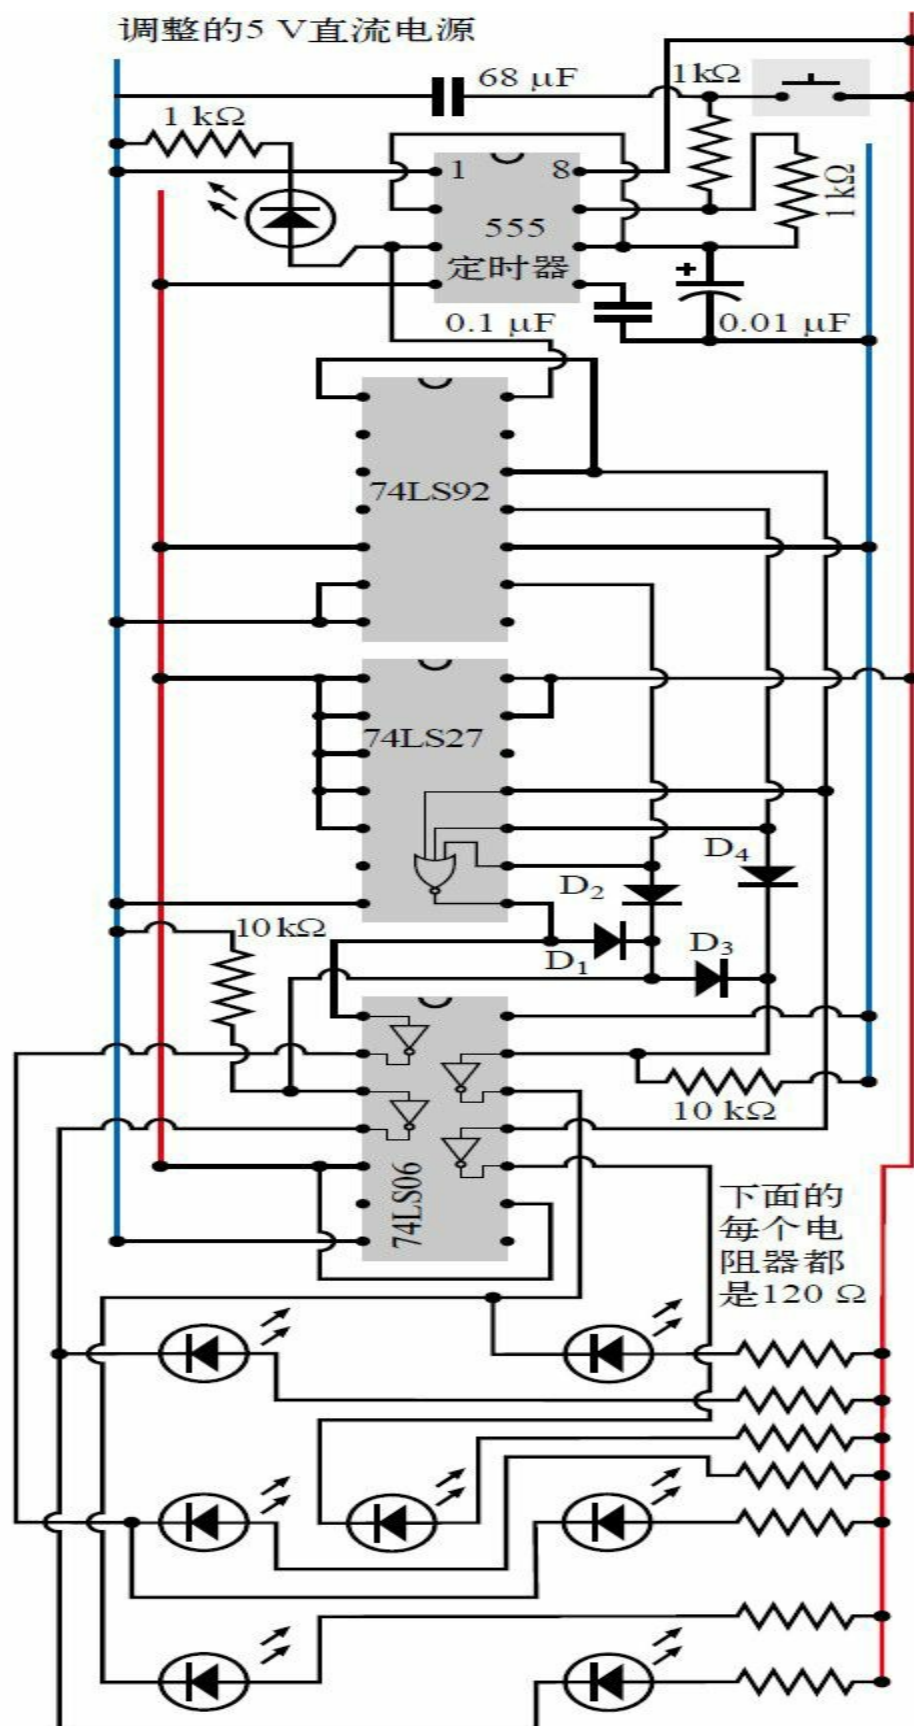 调整的5 V直流电源
68 μF
1kΩ
1 kΩ
1
8
1kΩ
555
定时器
0.1 μF
0.01 μF
74LS92
74LS27
D4
D2
10 kΩ
D1
D3
10 kΩ
74LS06
下面的
每个电
阻器都
是120 Ω